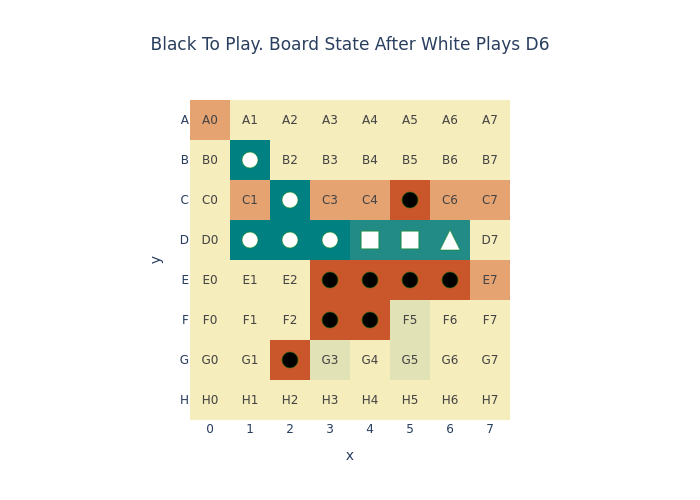 Black To Play. Board State After White Plays D6
A A0 A1 A2 A3 A4 A5 A6 A7
B B0 B2 B3 B4 B5 B6 B7
C C0 C1 C3 C4 C6 C7
D D0 D7
E E0 E1 E2 E7
F F0 F1 F2 F5 F6 F7
G G0 G1 G3 G4 G5 G6 G7
H H0 H1 H2 H3 H4 H5 H6 H7
0 1 2 3 4 5 6 7
x
y